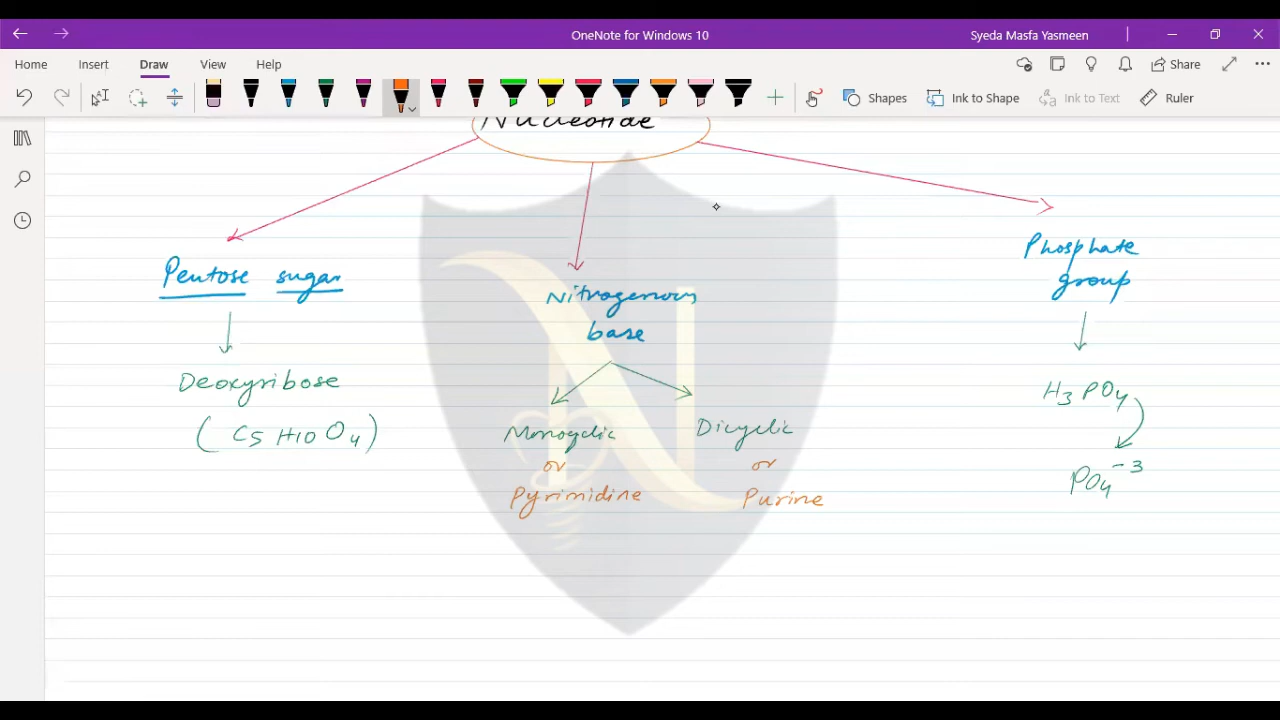 OneNote for Windows 10
Syeda Masfa Yasmeen
Home Insert Draw View Help
Share
Shapes
Ink to Shape
Ink to Text
Ruler
Nucleotide
Pentose sugar
Nitrogenous
base
Phosphate
group
Deoxyribose
(C5 H10 O4)
Monocyclic
or
Pyrimidine
Dicyclic
or
Purine
H3 PO4
PO4⁻³